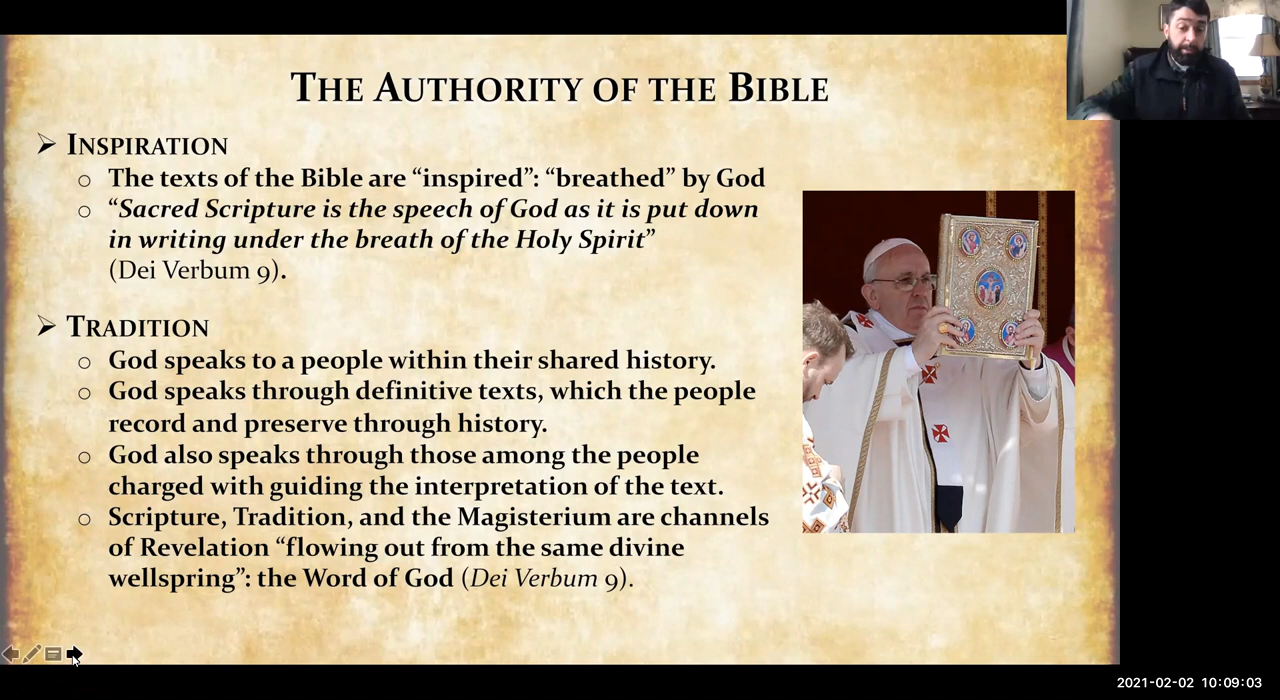 THE AUTHORITY OF THE BIBLE
➢ INSPIRATION
○ The texts of the Bible are “inspired”: “breathed” by God
○ “Sacred Scripture is the speech of God as it is put down
in writing under the breath of the Holy Spirit”
(Dei Verbum 9).
➢ TRADITION
○ God speaks to a people within their shared history.
○ God speaks through definitive texts, which the people
record and preserve through history.
○ God also speaks through those among the people
charged with guiding the interpretation of the text.
○ Scripture, Tradition, and the Magisterium are channels
of Revelation “flowing out from the same divine
wellspring”: the Word of God (Dei Verbum 9).
2021-02-02 10:09:03